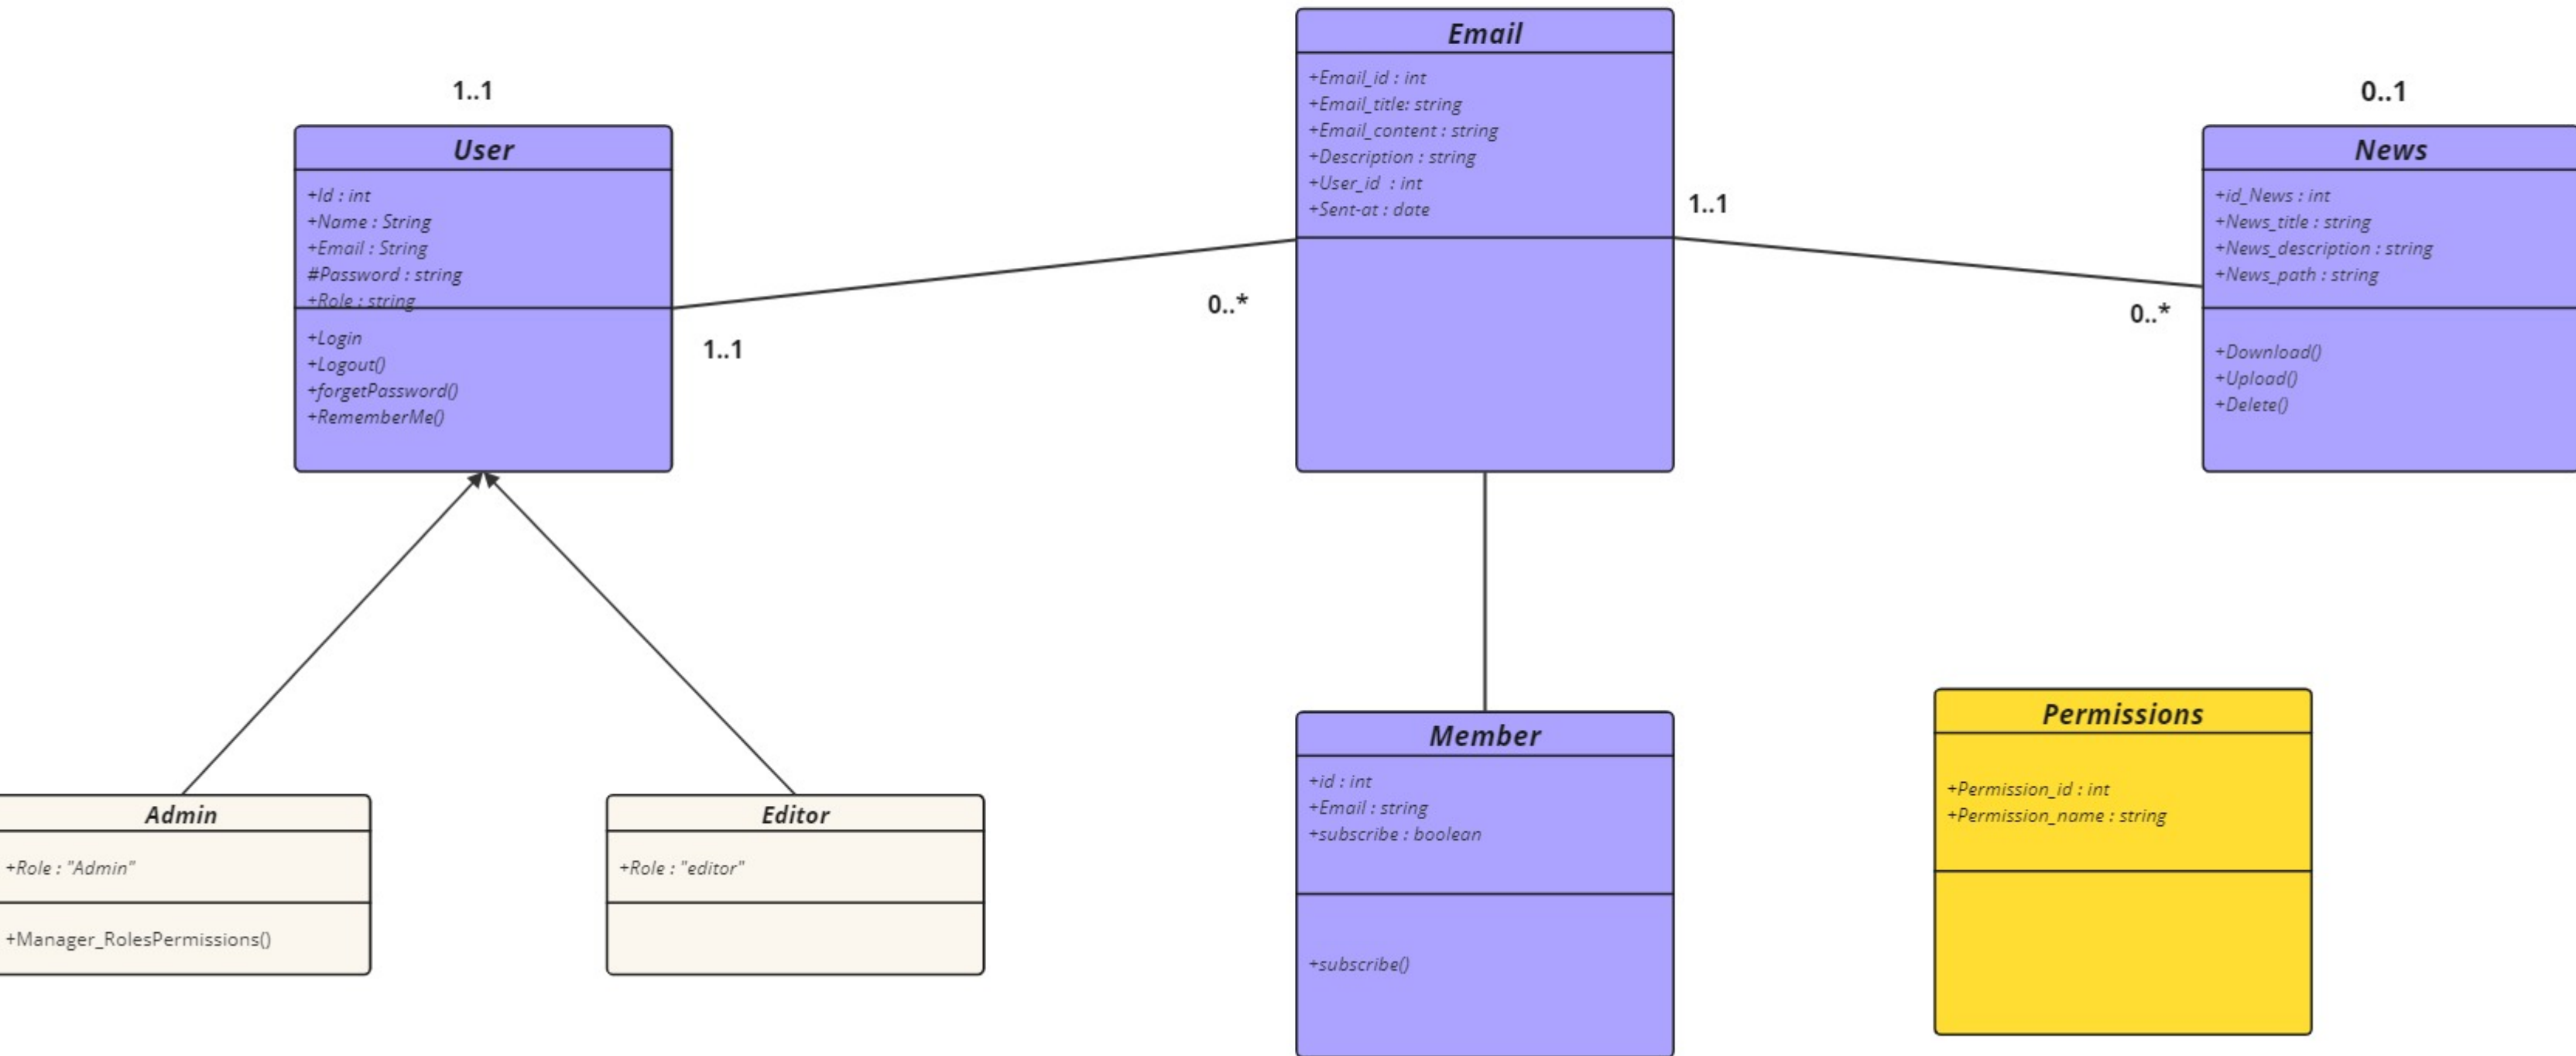 Email
+Email_id : int
+Email_title: string
+Email_content : string
+Description : string
+User_id  : int
+Sent-at : date
1..1
User
+Id : int
+Name : String
+Email : String
#Password : string
+Role : string
+Login
+Logout()
+forgetPassword()
+RememberMe()
1..1
0..*
1..1
0..*
0..1
News
+id_News : int
+News_title : string
+News_description : string
+News_path : string
+Download()
+Upload()
+Delete()
Admin
+Role : "Admin"
+Manager_RolesPermissions()
Editor
+Role : "editor"
Member
+id : int
+Email : string
+subscribe : boolean
+subscribe()
Permissions
+Permission_id : int
+Permission_name : string